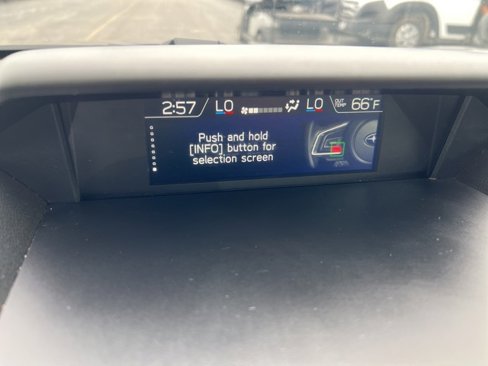 2:57 LO LO OUT TEMP 66°F
Push and hold
[INFO] button for
selection screen